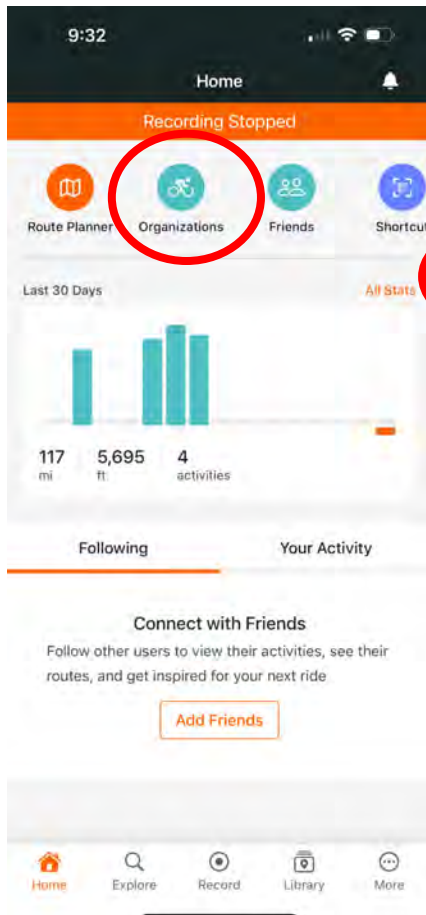 9:32
Home
Recording Stopped
Route Planner Organizations Friends Shortcut
Last 30 Days All Stats
117 5,695 4
mi ft activities
Following Your Activity
Connect with Friends
Follow other users to view their activities, see their
routes, and get inspired for your next ride
Add Friends
Home Explore Record Library More